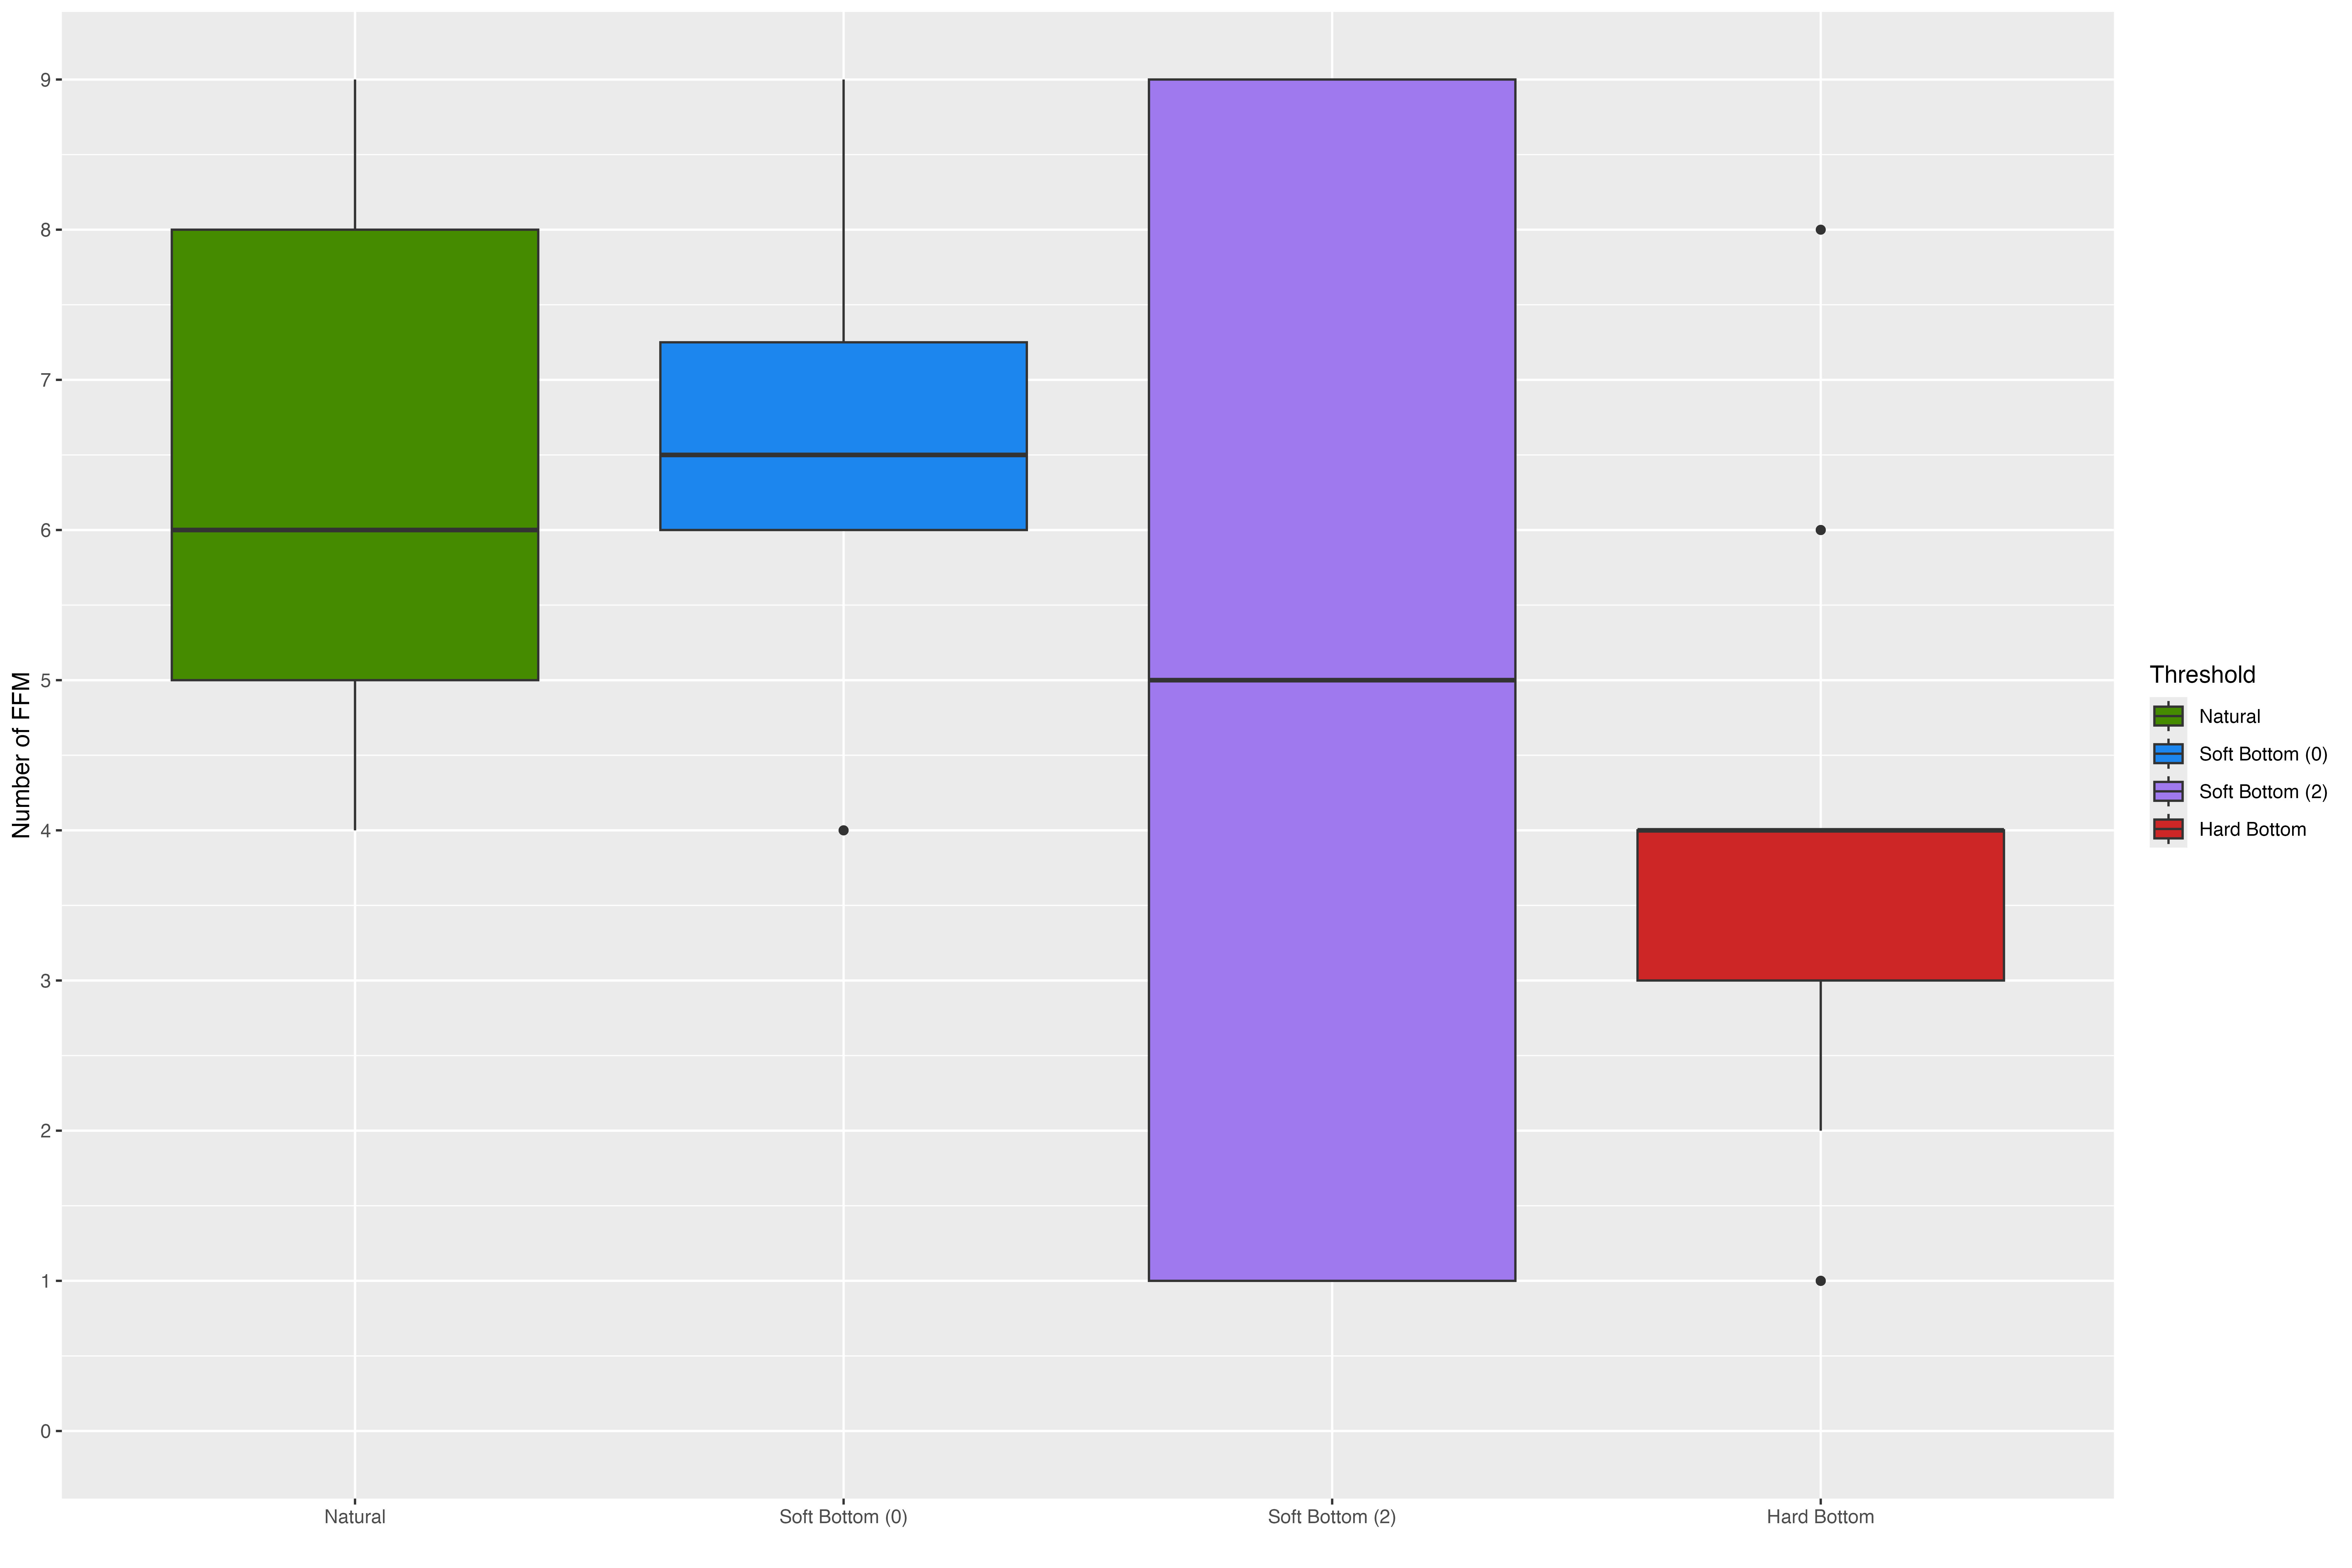 Number of FFM
9
8
7
6
5
4
3
2
1
0
Natural
Soft Bottom (0)
Soft Bottom (2)
Hard Bottom
Threshold
Natural
Soft Bottom (0)
Soft Bottom (2)
Hard Bottom